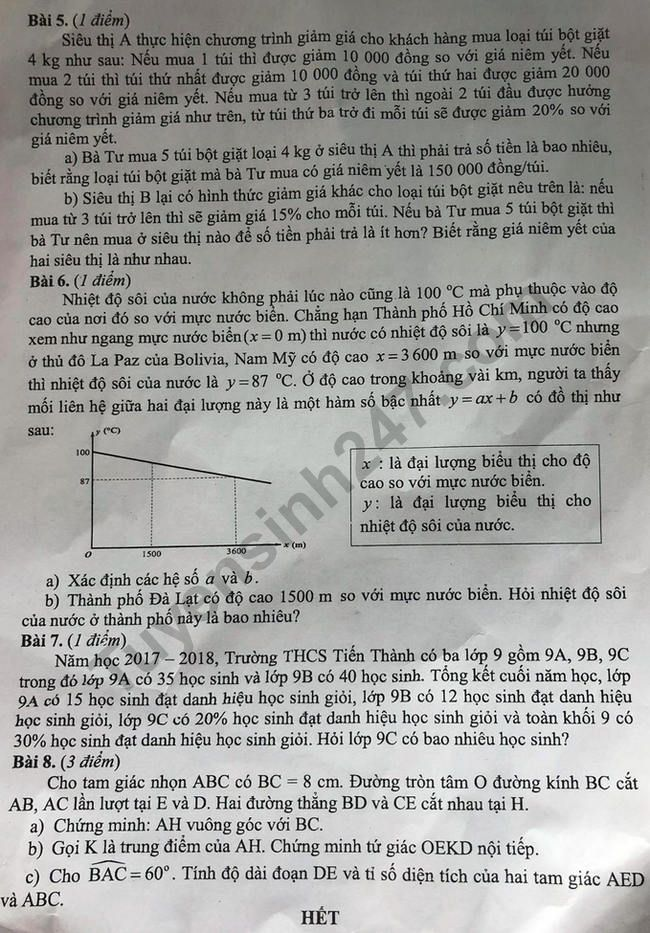 Bài 5. (1 điểm)
Siêu thị A thực hiện chương trình giảm giá cho khách hàng mua loại túi bột giặt
4 kg như sau: Nếu mua 1 túi thì được giảm 10 000 đồng so với giá niêm yết. Nếu
mua 2 túi thì túi thứ nhất được giảm 10 000 đồng và túi thứ hai được giảm 20 000
đồng so với giá niêm yết. Nếu mua từ 3 túi trở lên thì ngoài 2 túi đầu được hưởng
chương trình giảm giá như trên, từ túi thứ ba trở đi mỗi túi sẽ được giảm 20% so với
giá niêm yết.
a) Bà Tư mua 5 túi bột giặt loại 4 kg ở siêu thị A thì phải trả số tiền là bao nhiêu,
biết rằng loại túi bột giặt mà bà Tư mua có giá niêm yết là 150 000 đồng/túi.
b) Siêu thị B lại có hình thức giảm giá khác cho loại túi bột giặt nêu trên là: nếu
mua từ 3 túi trở lên thì sẽ giảm giá 15% cho mỗi túi. Nếu bà Tư mua 5 túi bột giặt thì
bà Tư nên mua ở siêu thị nào để số tiền phải trả là ít hơn? Biết rằng giá niêm yết của
hai siêu thị là như nhau.
Bài 6. (1 điểm)
Nhiệt độ sôi của nước không phải lúc nào cũng là 100 °C mà phụ thuộc vào độ
cao của nơi đó so với mực nước biển. Chẳng hạn Thành phố Hồ Chí Minh có độ cao
xem như ngang mực nước biển (x = 0 m) thì nước có nhiệt độ sôi là y = 100 °C nhưng
ở thủ đô La Paz của Bolivia, Nam Mỹ có độ cao x = 3 600 m so với mực nước biển
thì nhiệt độ sôi của nước là y = 87 °C. Ở độ cao trong khoảng vài km, người ta thấy
mối liên hệ giữa hai đại lượng này là một hàm số bậc nhất y = ax + b có đồ thị như
sau:
y (°C)
100
87
O
1500
3600
x (m)
x : là đại lượng biểu thị cho độ
cao so với mực nước biển.
y : là đại lượng biểu thị cho
nhiệt độ sôi của nước.
a) Xác định các hệ số a và b.
b) Thành phố Đà Lạt có độ cao 1500 m so với mực nước biển. Hỏi nhiệt độ sôi
của nước ở thành phố này là bao nhiêu?
Bài 7. (1 điểm)
Năm học 2017 – 2018, Trường THCS Tiến Thành có ba lớp 9 gồm 9A, 9B, 9C
trong đó lớp 9A có 35 học sinh và lớp 9B có 40 học sinh. Tổng kết cuối năm học, lớp
9A có 15 học sinh đạt danh hiệu học sinh giỏi, lớp 9B có 12 học sinh đạt danh hiệu
học sinh giỏi, lớp 9C có 20% học sinh đạt danh hiệu học sinh giỏi và toàn khối 9 có
30% học sinh đạt danh hiệu học sinh giỏi. Hỏi lớp 9C có bao nhiêu học sinh?
Bài 8. (3 điểm)
Cho tam giác nhọn ABC có BC = 8 cm. Đường tròn tâm O đường kính BC cắt
AB, AC lần lượt tại E và D. Hai đường thẳng BD và CE cắt nhau tại H.
a) Chứng minh: AH vuông góc với BC.
b) Gọi K là trung điểm của AH. Chứng minh tứ giác OEKD nội tiếp.
c) Cho BAC = 60°. Tính độ dài đoạn DE và tỉ số diện tích của hai tam giác AED
và ABC.
HẾT
Tuyensinh247.com